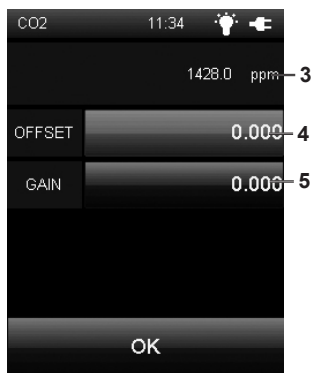 CO2 11:34
1428.0 ppm 3
OFFSET 0.000 4
GAIN 0.000 5
OK